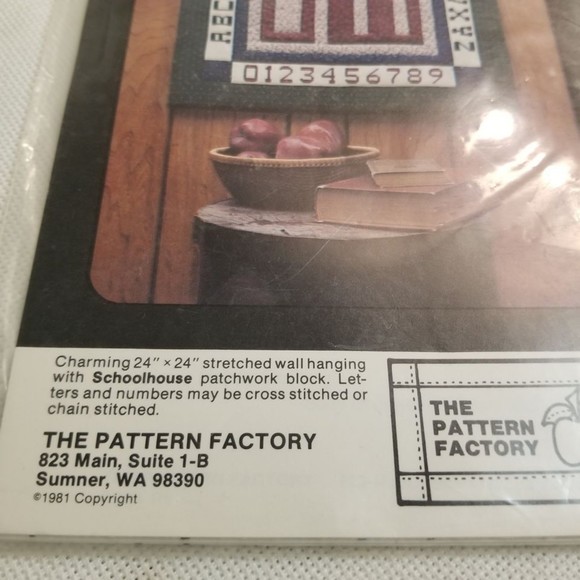 ABC
XYZ
0123456789
Charming 24" × 24" stretched wall hanging
with Schoolhouse patchwork block. Let-
ters and numbers may be cross stitched or
chain stitched.
THE PATTERN FACTORY
823 Main, Suite 1-B
Sumner, WA 98390
©1981 Copyright
THE
PATTERN
FACTORY